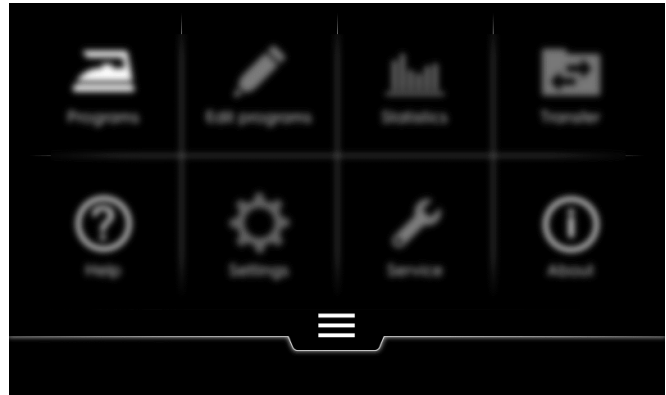 Programs
Edit programs
Statistics
Transfer
Help
Settings
Service
About